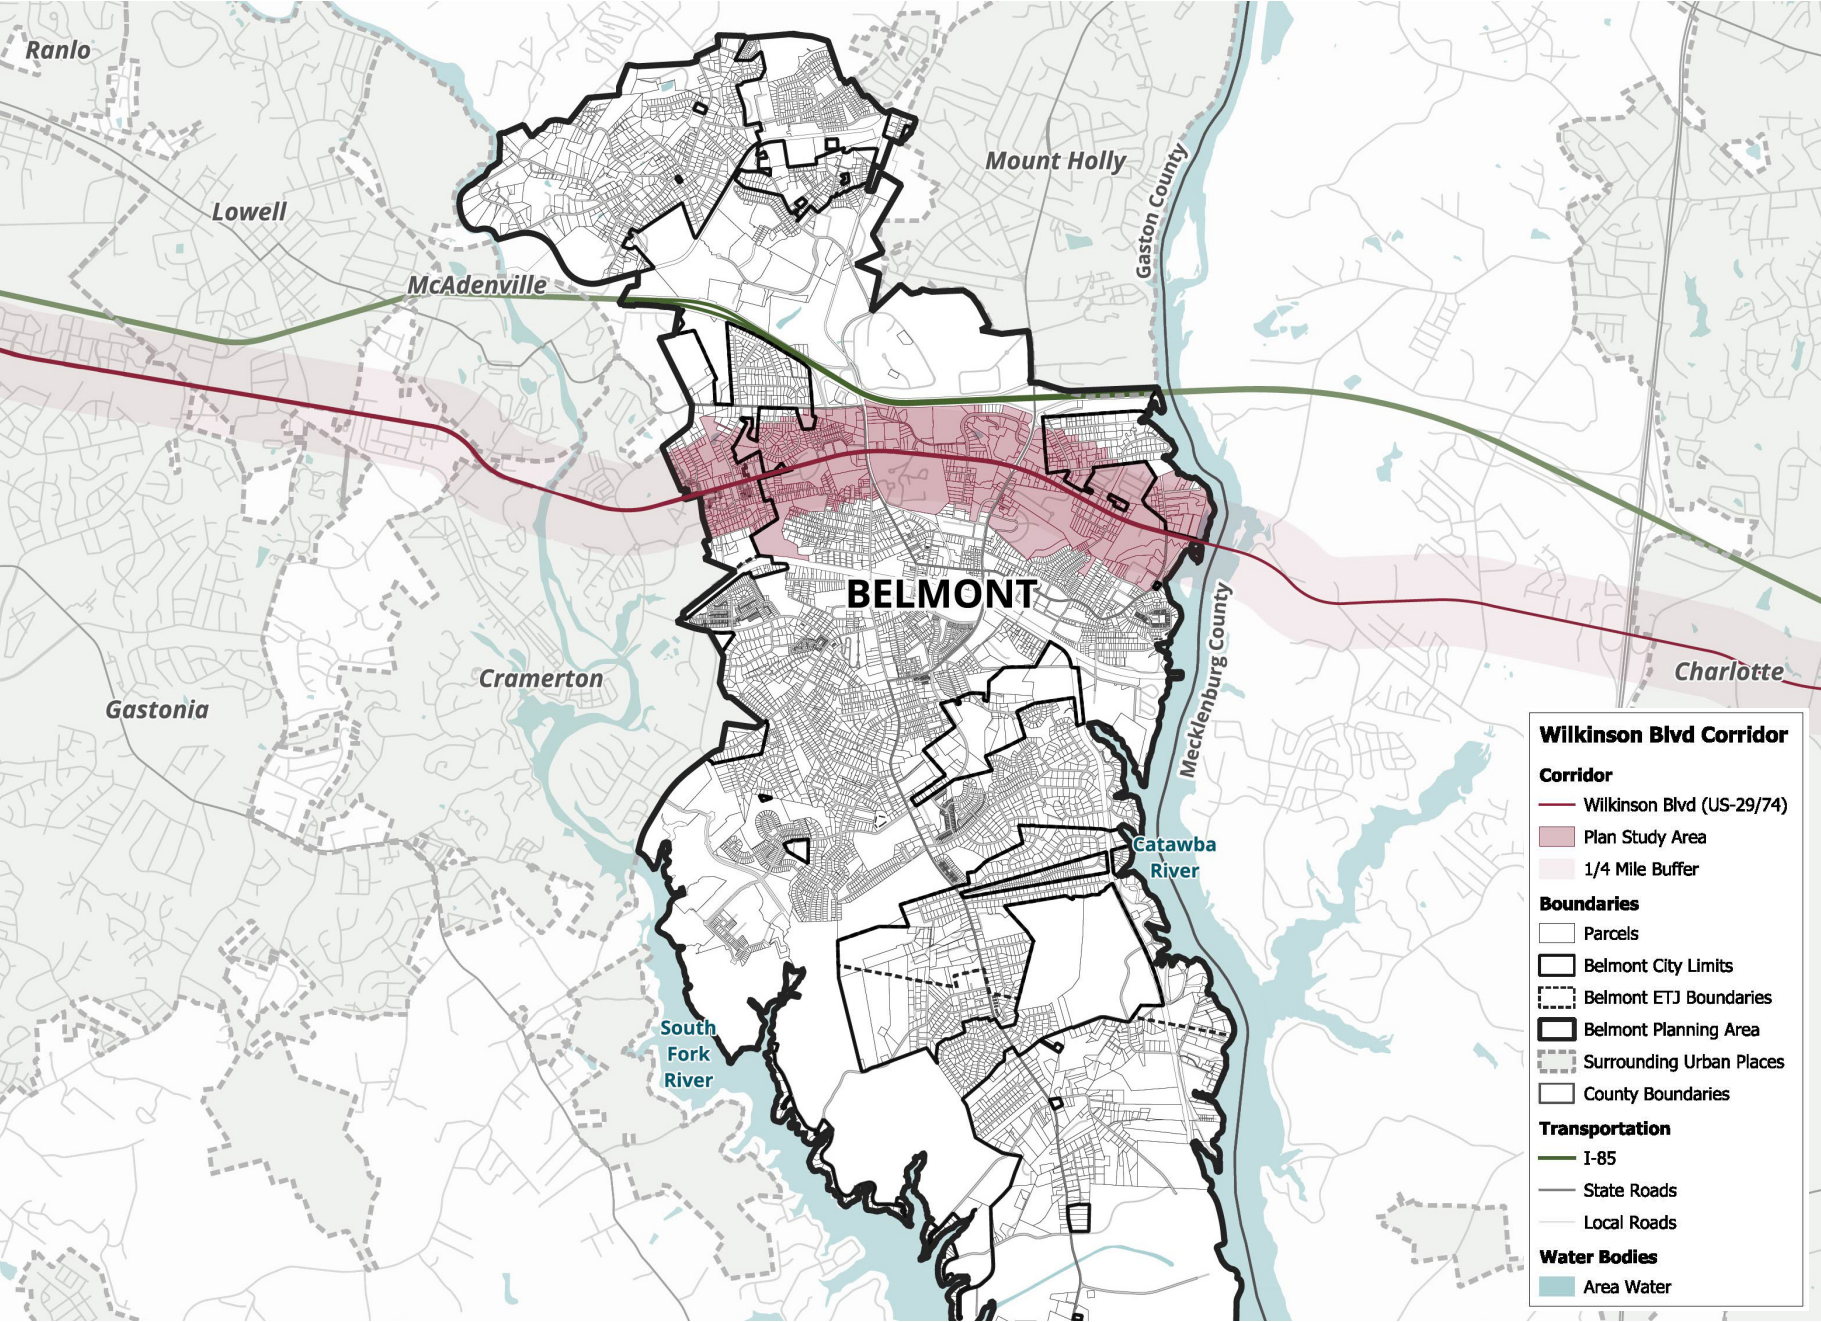 Ranlo
Mount Holly
Gaston County
Lowell
McAdenville
BELMONT
Mecklenburg County
Cramerton
Gastonia
Charlotte
Catawba
River
South
Fork
River
Wilkinson Blvd Corridor
Corridor
Wilkinson Blvd (US-29/74)
Plan Study Area
1/4 Mile Buffer
Boundaries
Parcels
Belmont City Limits
Belmont ETJ Boundaries
Belmont Planning Area
Surrounding Urban Places
County Boundaries
Transportation
I-85
State Roads
Local Roads
Water Bodies
Area Water